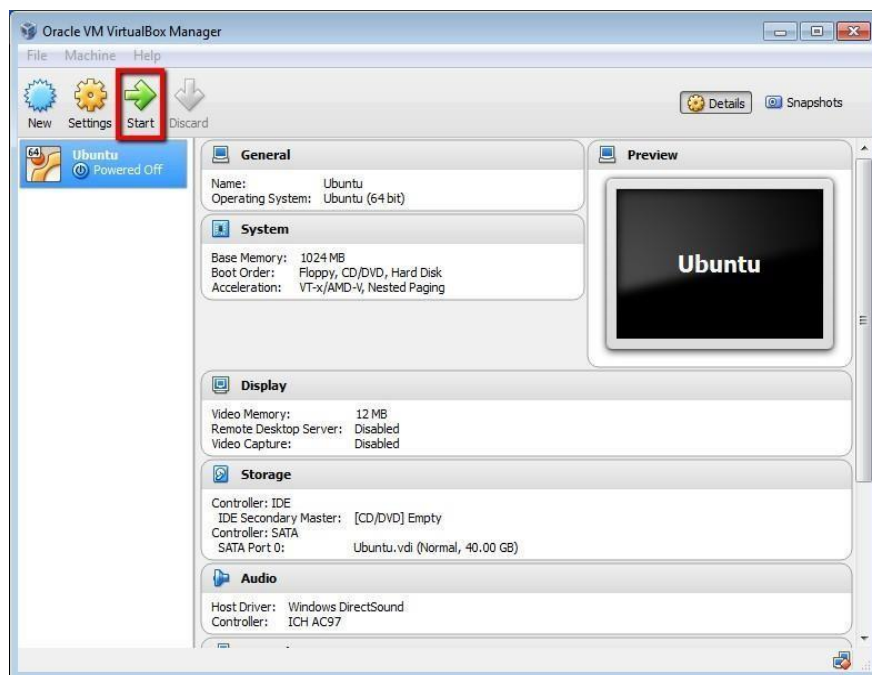 Oracle VM VirtualBox Manager
File Machine Help
New Settings Start Discard
Details Snapshots
64 Ubuntu
Powered Off
General
Name: Ubuntu
Operating System: Ubuntu (64 bit)
System
Base Memory: 1024 MB
Boot Order: Floppy, CD/DVD, Hard Disk
Acceleration: VT-x/AMD-V, Nested Paging
Preview
Ubuntu
Display
Video Memory: 12 MB
Remote Desktop Server: Disabled
Video Capture: Disabled
Storage
Controller: IDE
IDE Secondary Master: [CD/DVD] Empty
Controller: SATA
SATA Port 0: Ubuntu.vdi (Normal, 40.00 GB)
Audio
Host Driver: Windows DirectSound
Controller: ICH AC97